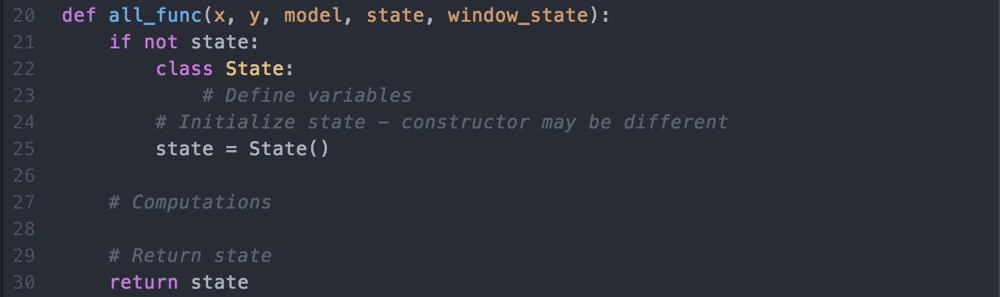 20 def all_func(x, y, model, state, window_state):
21     if not state:
22         class State:
23             # Define variables
24         # Initialize state – constructor may be different
25         state = State()
26
27     # Computations
28
29     # Return state
30     return state